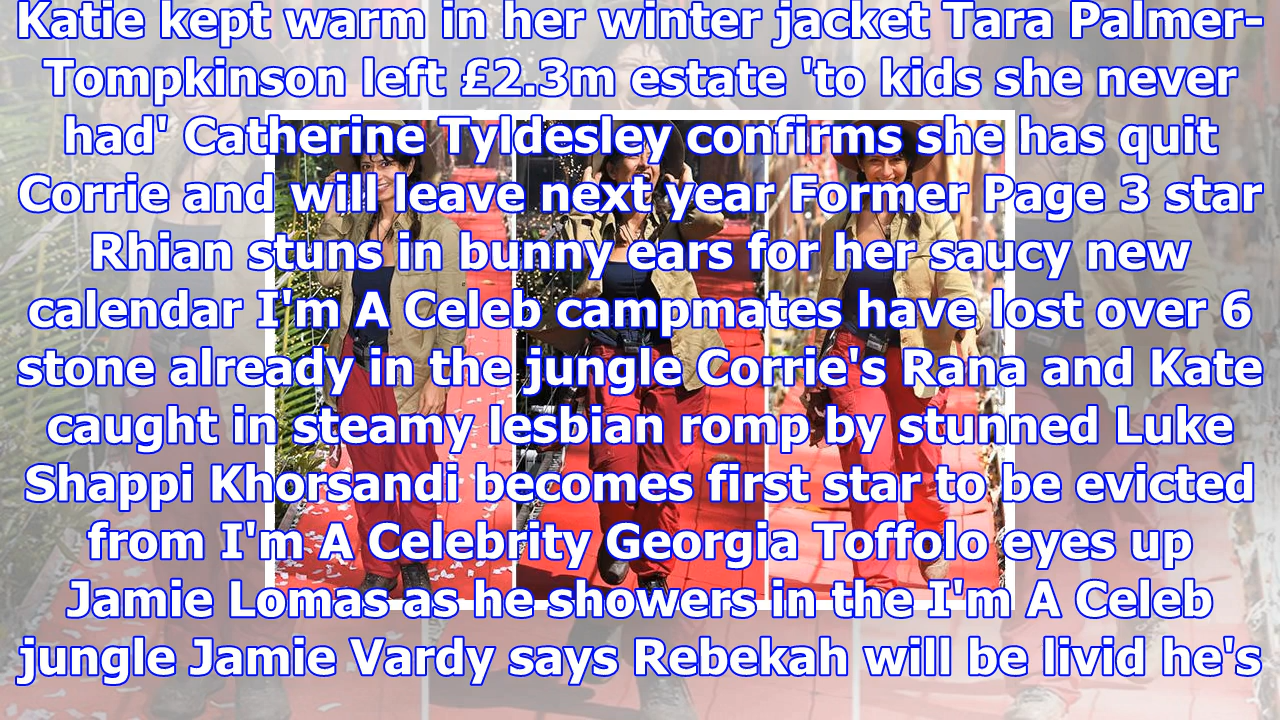 Katie kept warm in her winter jacket Tara Palmer-
Tompkinson left £2.3m estate 'to kids she never
had' Catherine Tyldesley confirms she has quit
Corrie and will leave next year Former Page 3 star
Rhian stuns in bunny ears for her saucy new
calendar I'm A Celeb campmates have lost over 6
stone already in the jungle Corrie's Rana and Kate
caught in steamy lesbian romp by stunned Luke
Shappi Khorsandi becomes first star to be evicted
from I'm A Celebrity Georgia Toffolo eyes up
Jamie Lomas as he showers in the I'm A Celeb
jungle Jamie Vardy says Rebekah will be livid he's